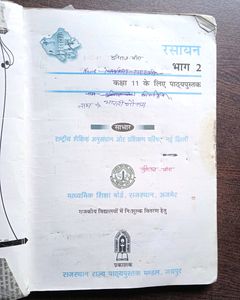 रसायन
भाग 2
कक्षा 11 के लिए पाठ्यपुस्तक
साभार
राष्ट्रीय शैक्षिक अनुसंधान और प्रशिक्षण परिषद् नई दिल्ली
माध्यमिक शिक्षा बोर्ड, राजस्थान, अजमेर
राजकीय विद्यालयों में निःशुल्क वितरण हेतु
प्रकाशक
राजस्थान राज्य पाठ्यपुस्तक मण्डल, जयपुर